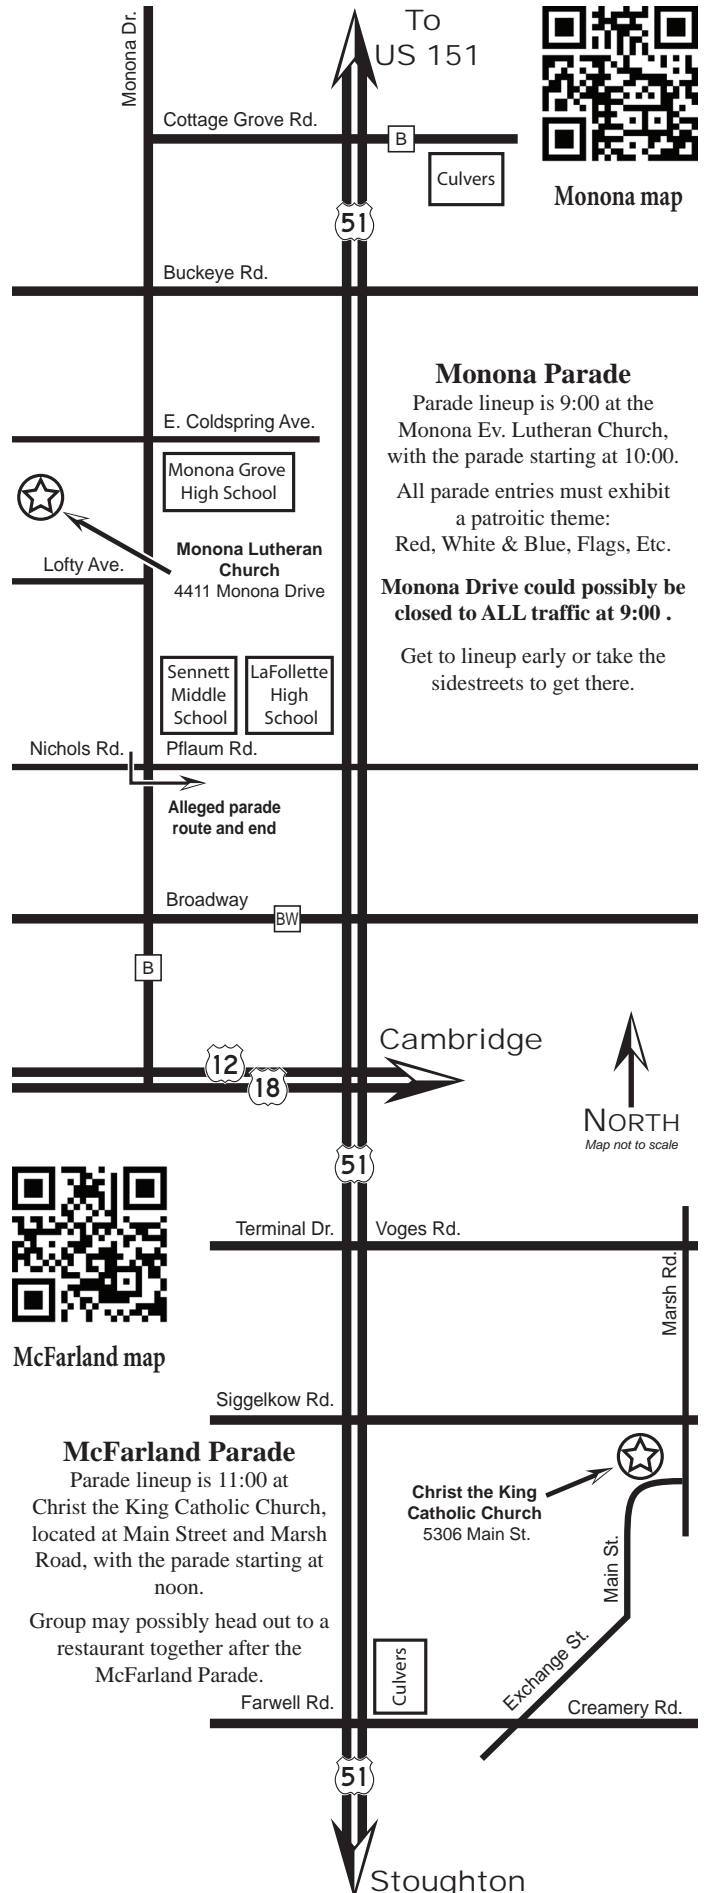 To
US 151
Monona Dr.
Cottage Grove Rd.
B
Culvers
Monona map
51
Buckeye Rd.
Monona Parade
Parade lineup is 9:00 at the
Monona Ev. Lutheran Church,
with the parade starting at 10:00.
All parade entries must exhibit
a patroitic theme:
Red, White & Blue, Flags, Etc.
Monona Drive could possibly be
closed to ALL traffic at 9:00 .
Get to lineup early or take the
sidestreets to get there.
E. Coldspring Ave.
Monona Grove
High School
Monona Lutheran
Church
4411 Monona Drive
Lofty Ave.
Sennett
Middle
School
LaFollette
High
School
Nichols Rd.
Pflaum Rd.
Alleged parade
route and end
Broadway
BW
B
Cambridge
12
18
NORTH
Map not to scale
51
McFarland map
Terminal Dr.
Voges Rd.
Marsh Rd.
Siggelkow Rd.
McFarland Parade
Parade lineup is 11:00 at
Christ the King Catholic Church,
located at Main Street and Marsh
Road, with the parade starting at
noon.
Group may possibly head out to a
restaurant together after the
McFarland Parade.
Christ the King
Catholic Church
5306 Main St.
Main St.
Culvers
Exchange St.
Farwell Rd.
Creamery Rd.
51
Stoughton